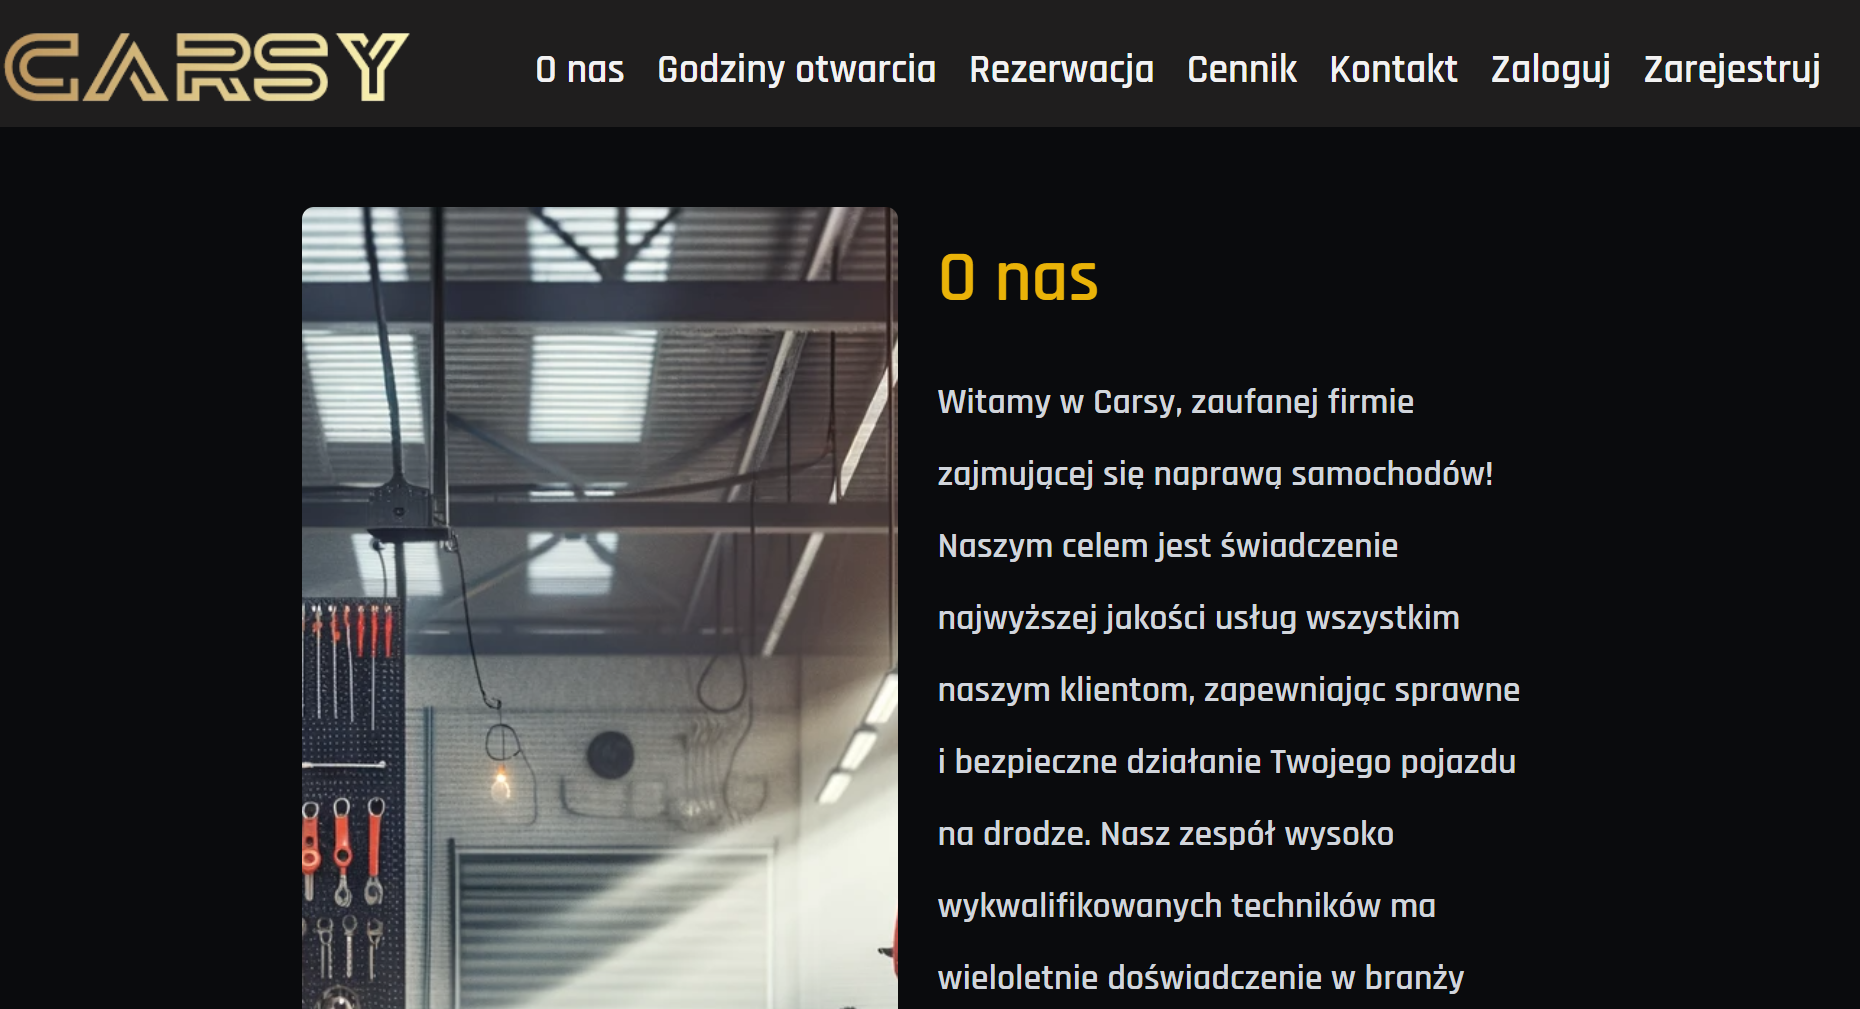 CARSY
O nas Godziny otwarcia Rezerwacja Cennik Kontakt Zaloguj Zarejestruj
O nas
Witamy w Carsy, zaufanej firmie
zajmującej się naprawą samochodów!
Naszym celem jest świadczenie
najwyższej jakości usług wszystkim
naszym klientom, zapewniając sprawne
i bezpieczne działanie Twojego pojazdu
na drodze. Nasz zespół wysoko
wykwalifikowanych techników ma
wieloletnie doświadczenie w branży